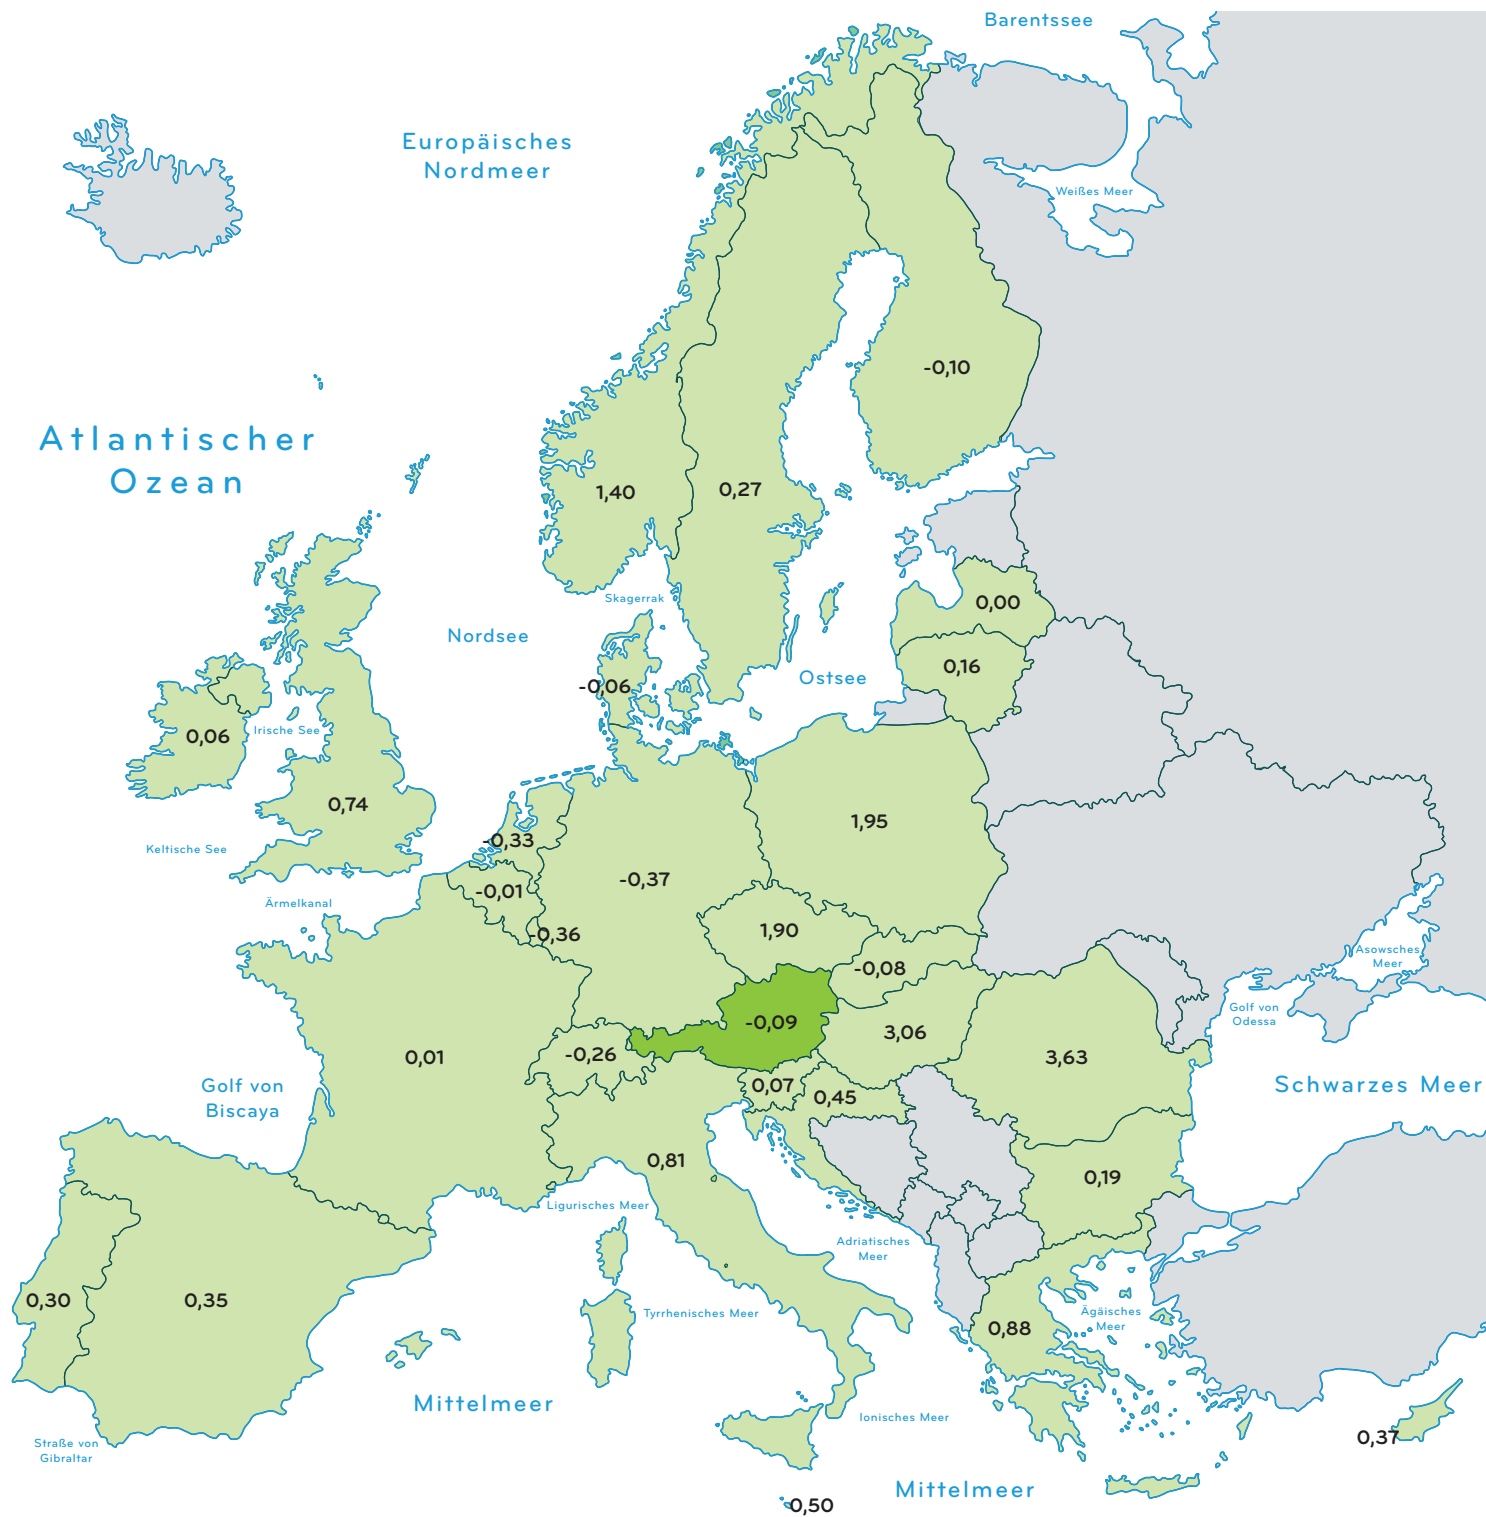 Barentssee
Europäisches
Nordmeer
Weißes Meer
-0,10
Atlantischer
Ozean
1,40
0,27
Skagerrak
0,00
Nordsee
0,16
Ostsee
-0,06
0,06
Irische See
0,74
1,95
-0,33
Keltische See
-0,37
-0,01
Ärmelkanal
1,90
-0,36
Asowsches
Meer
-0,08
Golf von
Odessa
-0,09
3,06
-0,26
0,01
3,63
Golf von
Biscaya
0,07
0,45
Schwarzes Meer
0,81
0,19
Ligurisches Meer
Adriatisches
Meer
0,30
0,35
Tyrrhenisches Meer
Ägäisches
Meer
0,88
Mittelmeer
Ionisches Meer
0,37
Straße von
Gibraltar
Mittelmeer
0,50